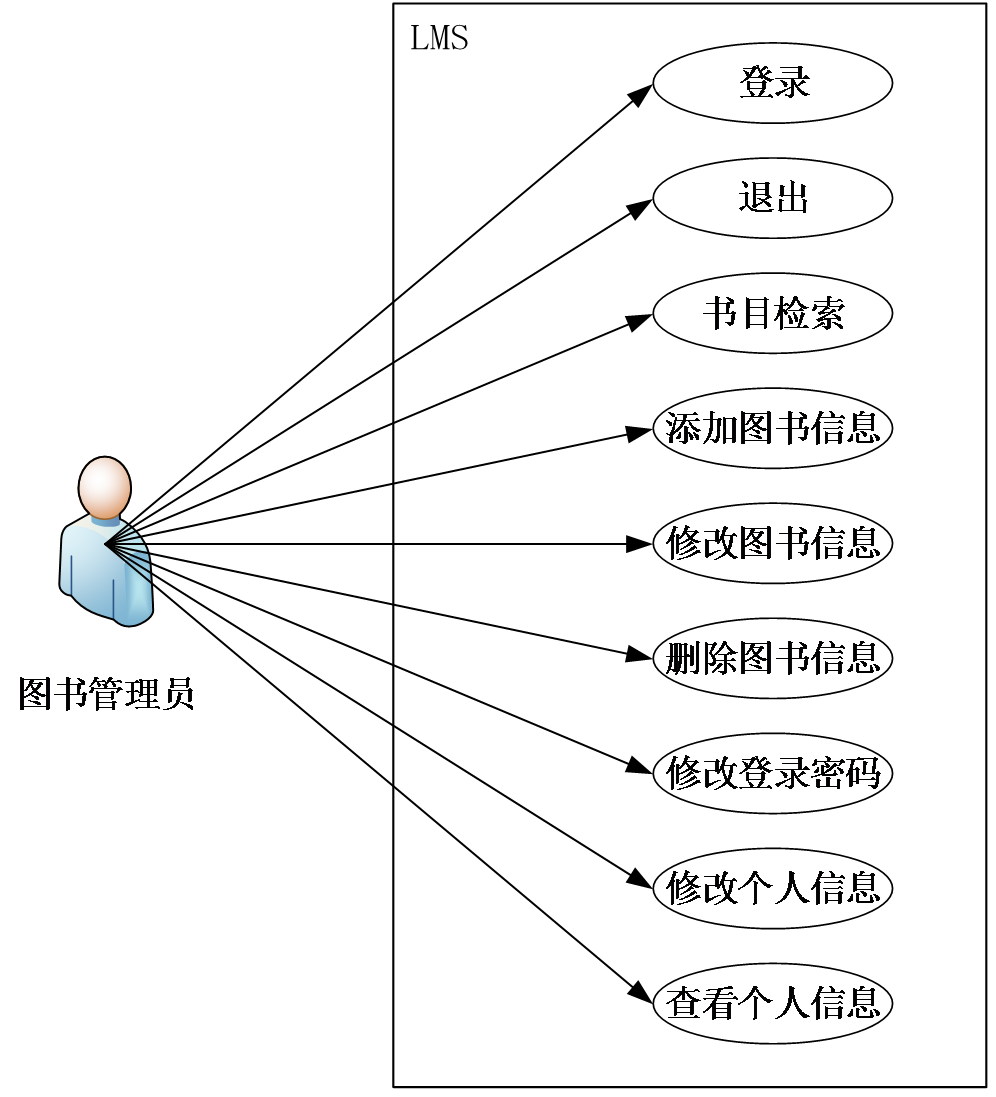 LMS
登录
退出
书目检索
添加图书信息
修改图书信息
删除图书信息
图书管理员
修改登录密码
修改个人信息
查看个人信息